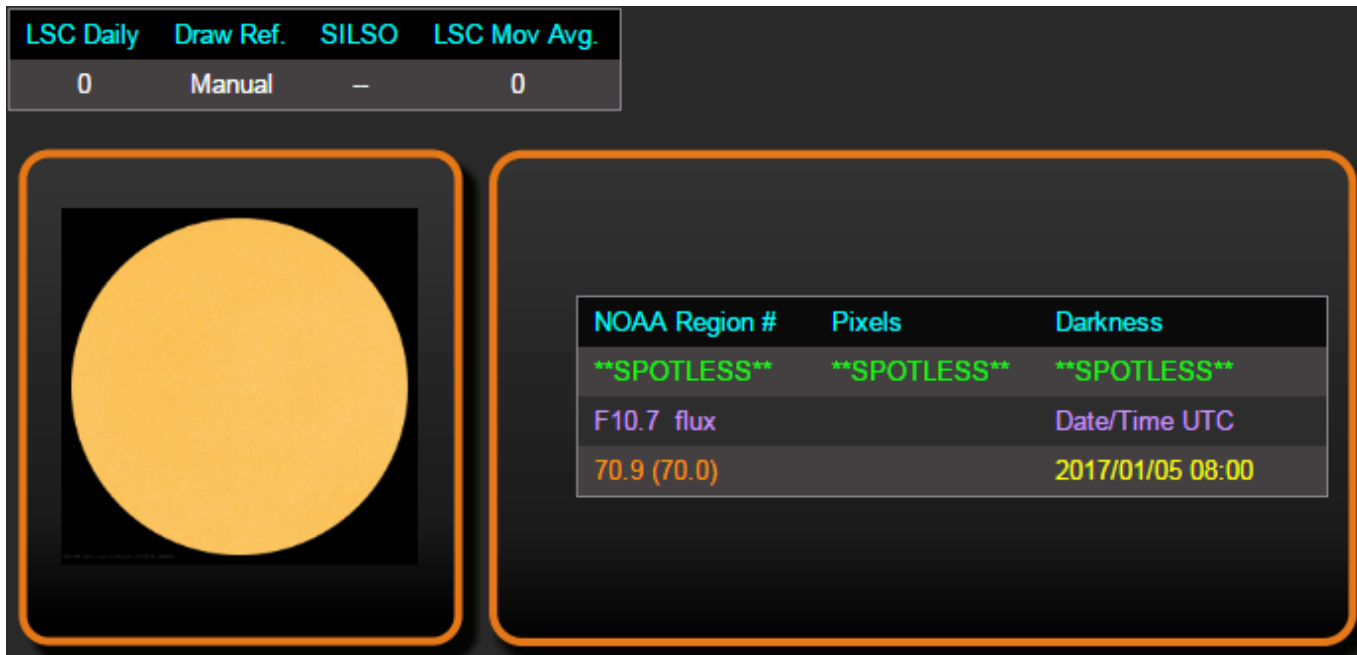 LSC Daily Draw Ref. SILSO LSC Mov Avg.
0 Manual -- 0
NOAA Region # Pixels Darkness
**SPOTLESS** **SPOTLESS** **SPOTLESS**
F10.7 flux Date/Time UTC
70.9 (70.0) 2017/01/05 08:00